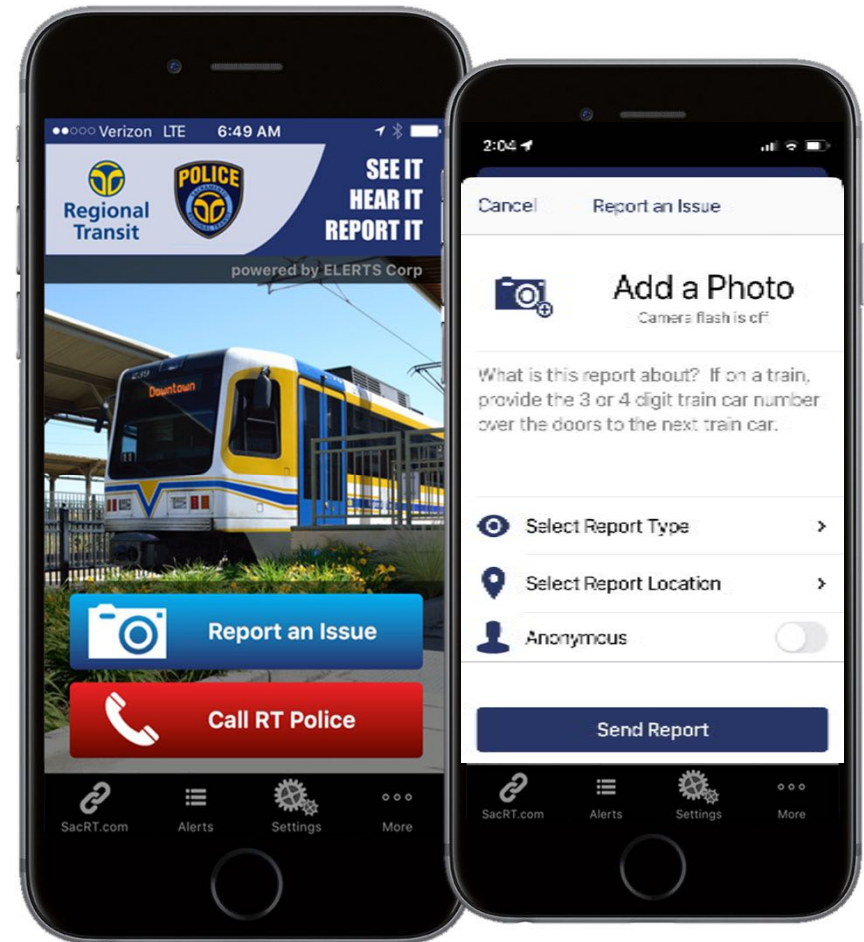 ●●○○○ Verizon LTE 6:49 AM
Regional
Transit
POLICE
SACRAMENTO
REGIONAL TRANSIT
SEE IT
HEAR IT
REPORT IT
powered by ELERTS Corp
Downtown
Report an Issue
Call RT Police
SacRT.com Alerts Settings More
2:04
Cancel Report an Issue
Add a Photo
Camera flash is off
What is this report about? If on a train,
provide the 3 or 4 digit train car number
over the doors to the next train car.
Select Report Type >
Select Report Location >
Anonymous
Send Report
SacRT.com Alerts Settings More